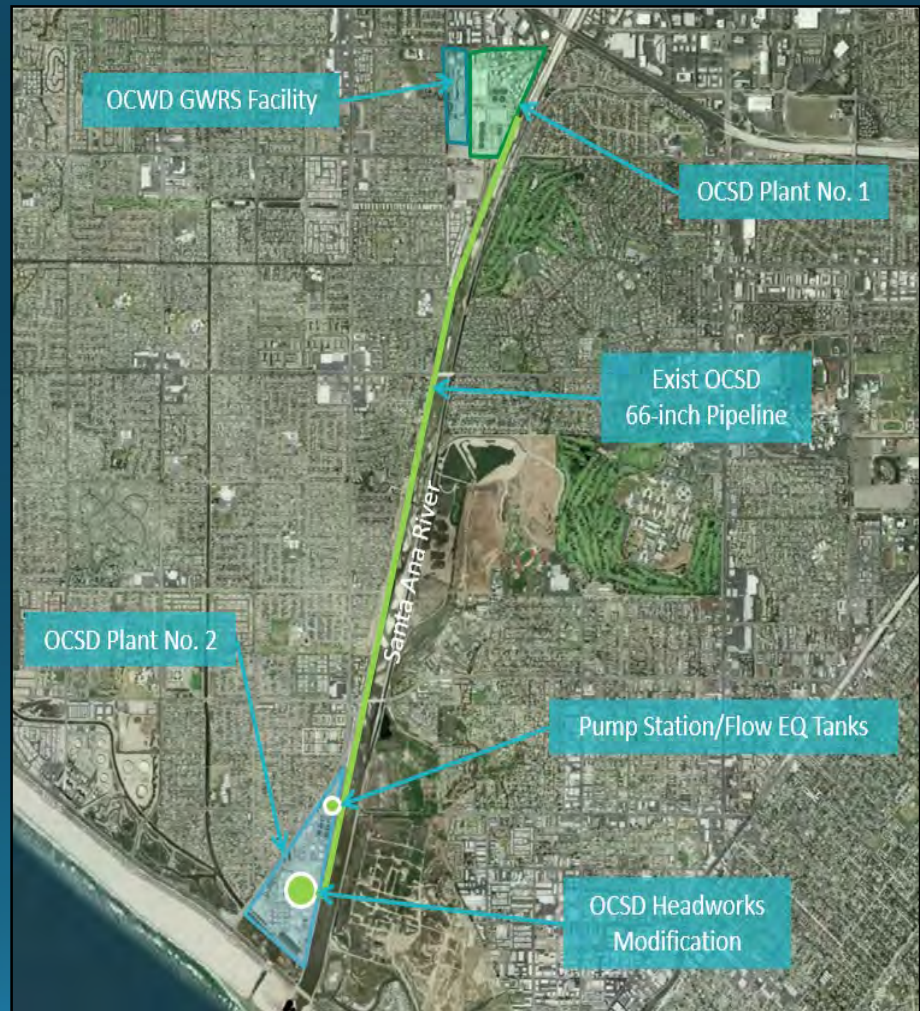 OCWD GWRS Facility
OCSD Plant No. 1
Exist OCSD
66-inch Pipeline
Santa Ana River
OCSD Plant No. 2
Pump Station/Flow EQ Tanks
OCSD Headworks
Modification